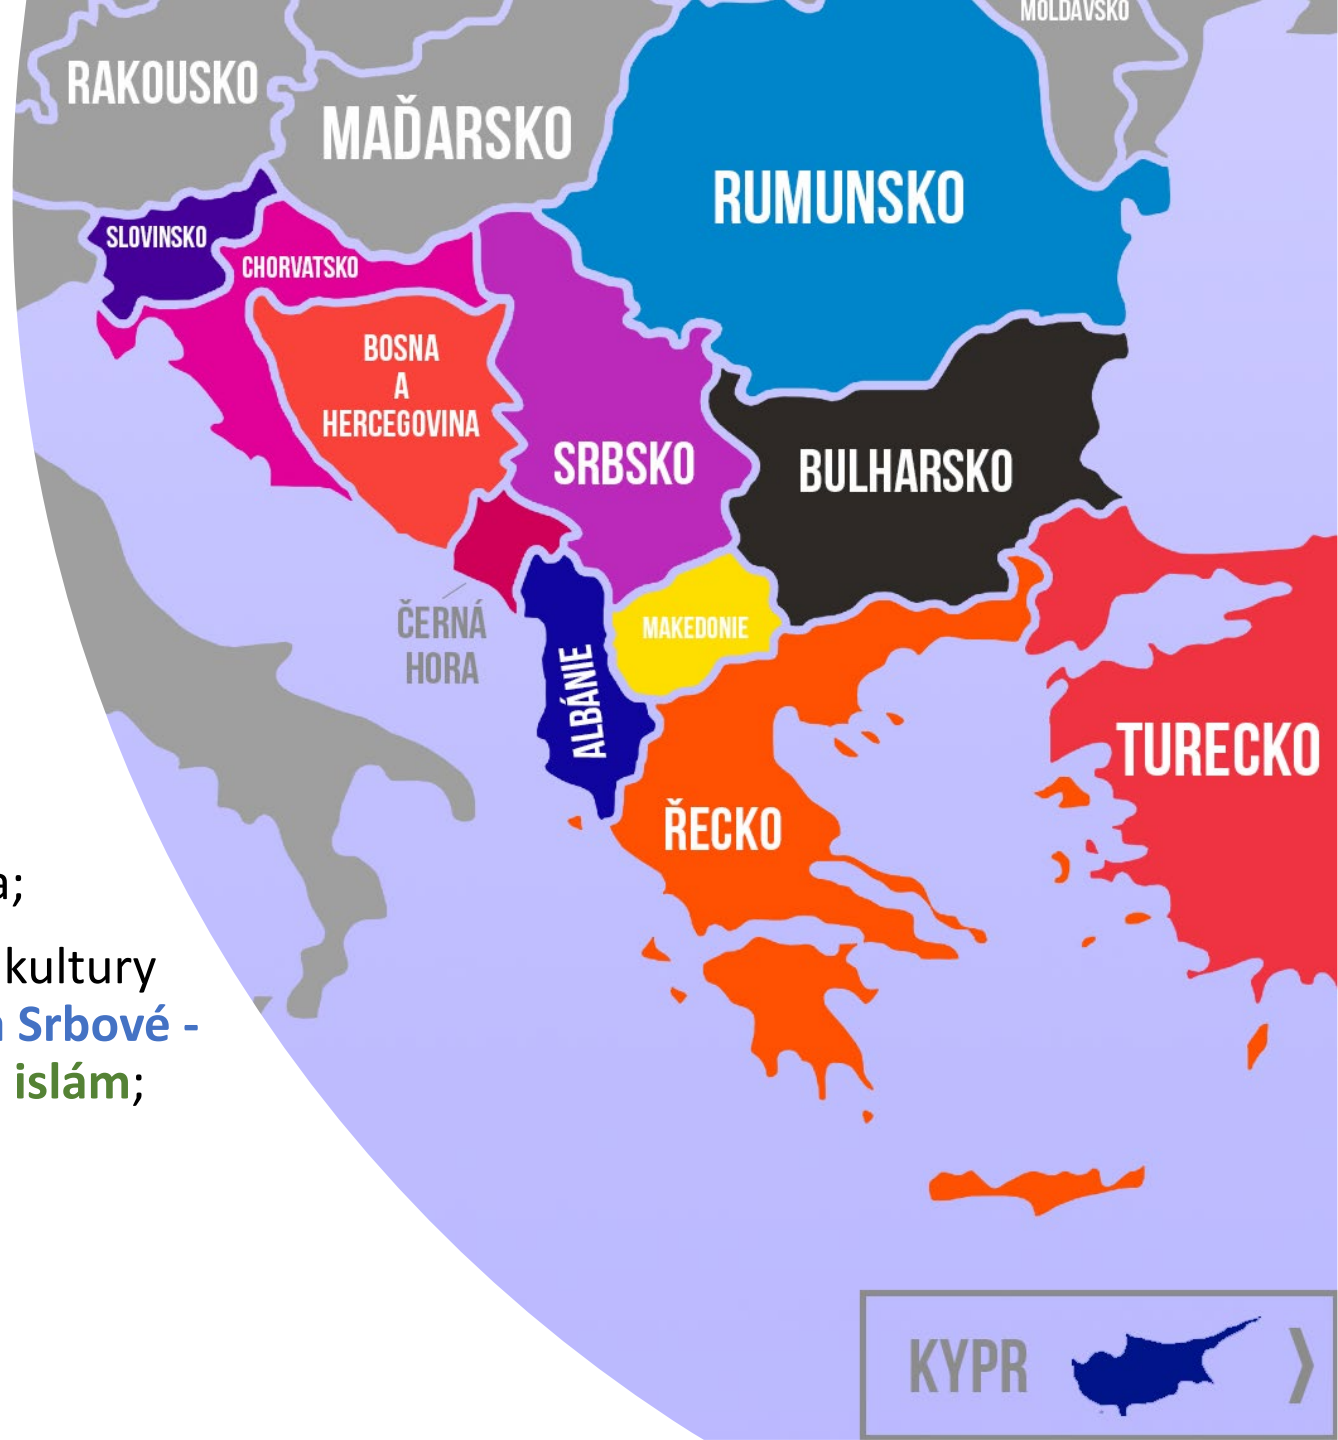 MOLDAVSKO
RAKOUSKO
MAĎARSKO
RUMUNSKO
SLOVINSKO
CHORVATSKO
BOSNA
A
HERCEGOVINA
SRBSKO
BULHARSKO
ČERNÁ
HORA
MAKEDONIE
ALBÁNIE
TURECKO
ŘECKO
a;
kultury
a Srbové -
islám;
KYPR